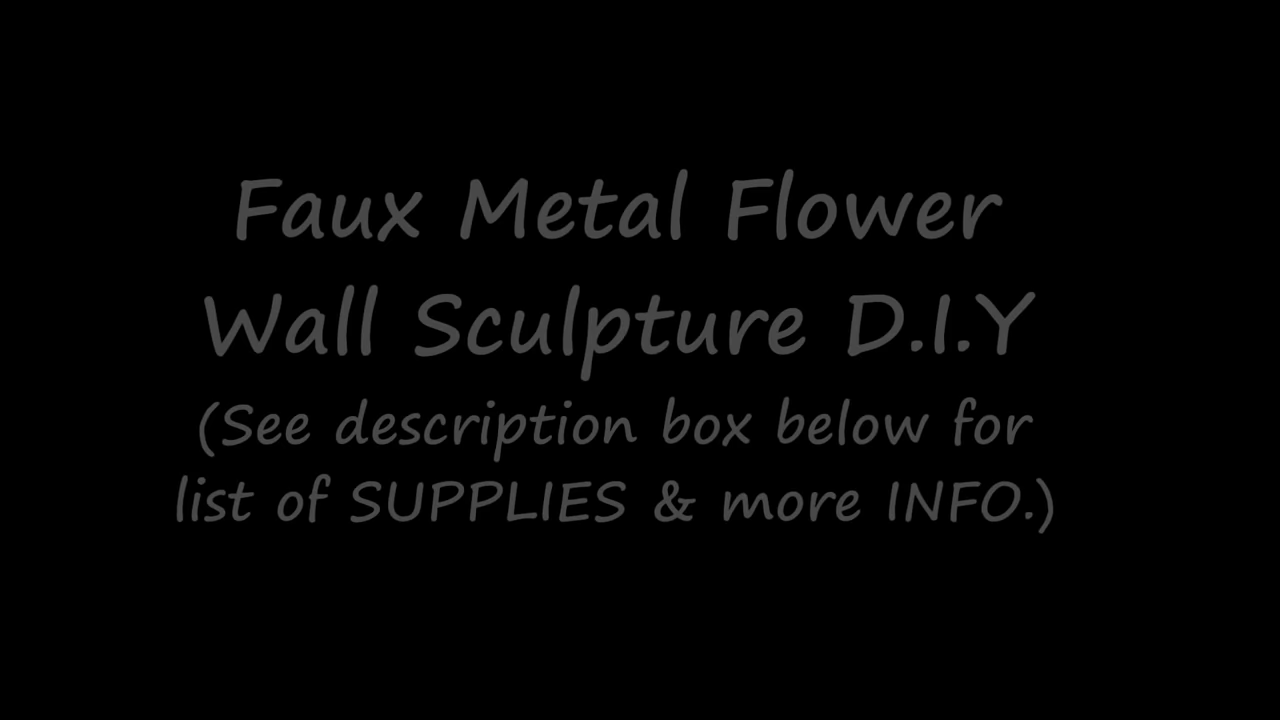 Faux Metal Flower
Wall Sculpture D.I.Y
(See description box below for
list of SUPPLIES & more INFO.)